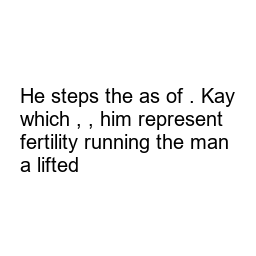 He steps the as of . Kay
which , , him represent
fertility running the man
a lifted